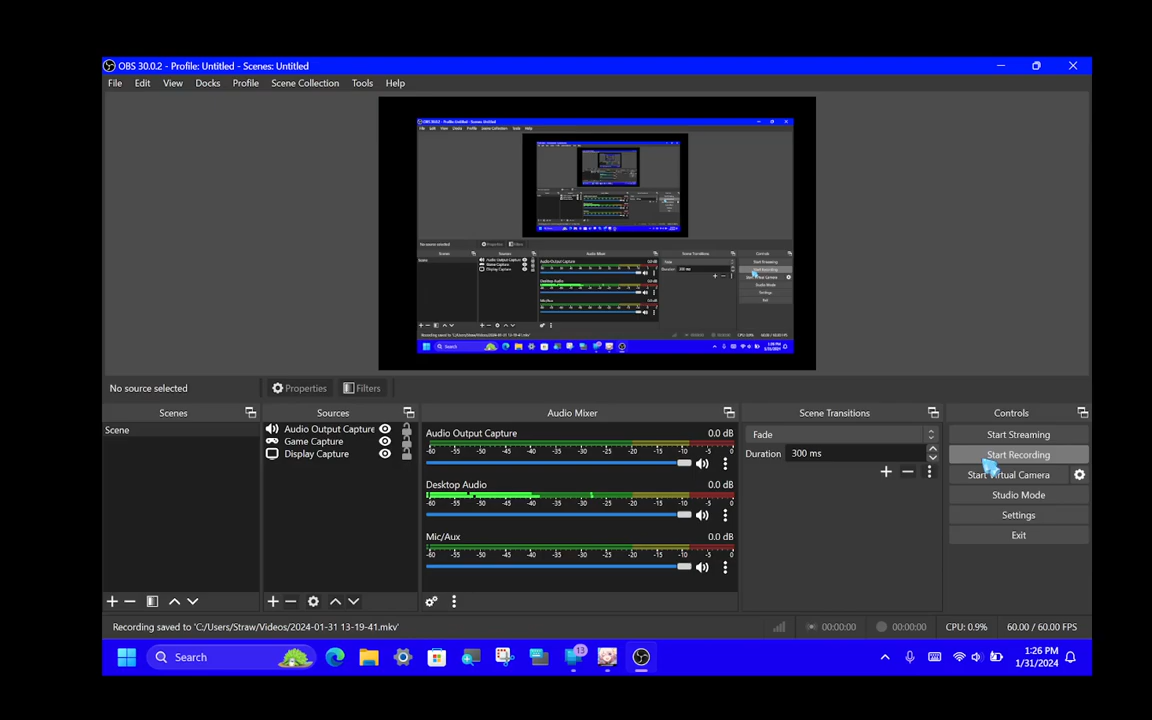 OBS 30.0.2 - Profile: Untitled - Scenes: Untitled
File Edit View Docks Profile Scene Collection Tools Help
No source selected Properties Filters
Scenes Sources Audio Mixer Scene Transitions Controls
Scene
Audio Output Capture
Game Capture
Display Capture
Audio Output Capture 0.0 dB
-60 -55 -50 -45 -40 -35 -30 -25 -20 -15 -10 -5 0
Desktop Audio 0.0 dB
-60 -55 -50 -45 -40 -35 -30 -25 -20 -15 -10 -5 0
Mic/Aux 0.0 dB
-60 -55 -50 -45 -40 -35 -30 -25 -20 -15 -10 -5 0
Fade
Duration 300 ms
Start Streaming
Start Recording
Start Virtual Camera
Studio Mode
Settings
Exit
Recording saved to 'C:/Users/Straw/Videos/2024-01-31 13-19-41.mkv' 00:00:00 00:00:00 CPU: 0.9% 60.00 / 60.00 FPS
Search 13 1:26 PM
1/31/2024